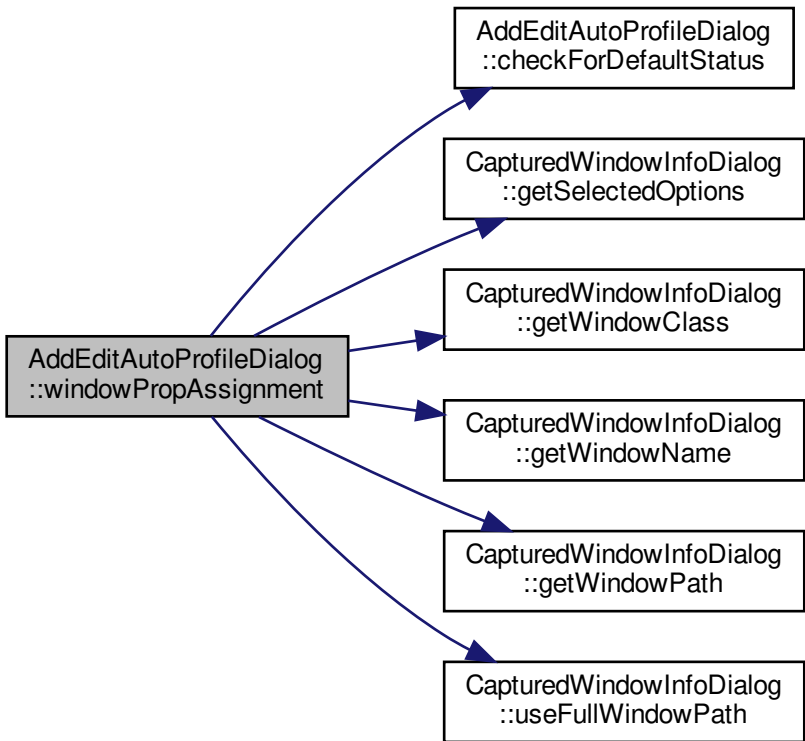 AddEditAutoProfileDialog
::checkForDefaultStatus
CapturedWindowInfoDialog
::getSelectedOptions
CapturedWindowInfoDialog
::getWindowClass
AddEditAutoProfileDialog
::windowPropAssignment
CapturedWindowInfoDialog
::getWindowName
CapturedWindowInfoDialog
::getWindowPath
CapturedWindowInfoDialog
::useFullWindowPath